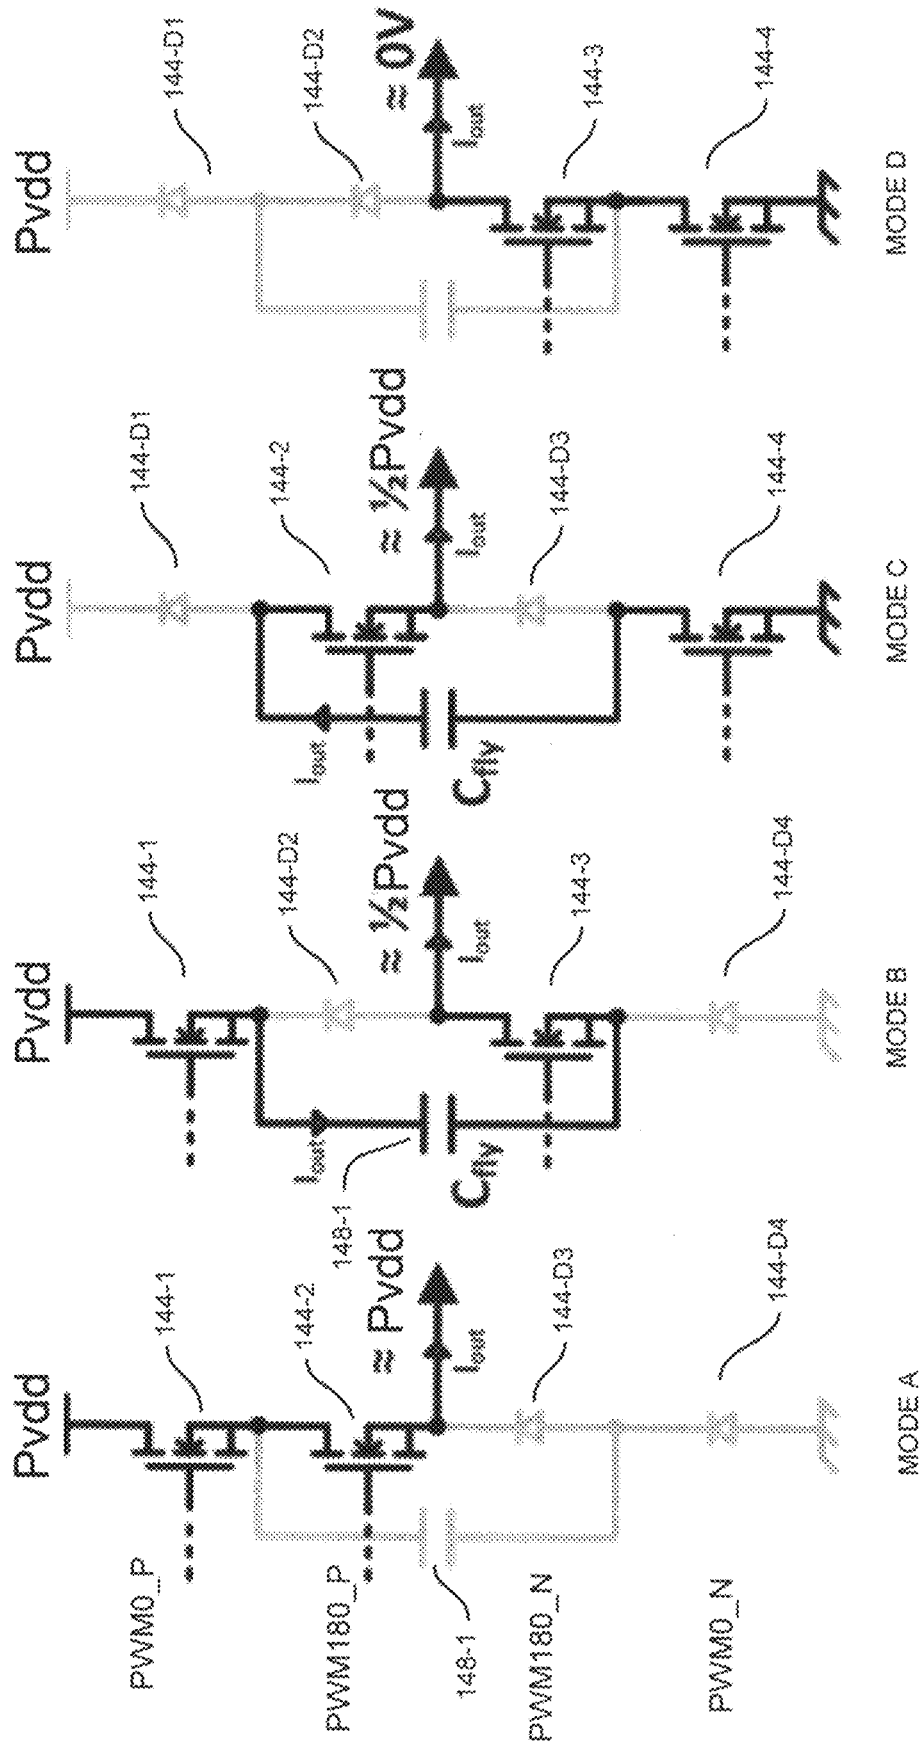 Pvdd
144-1
144-2
≈ Pvdd
Iout
144-D3
144-D4
148-1
PWM0_P
PWM180_P
PWM180_N
PWM0_N
MODE A
Pvdd
144-1
144-D2
≈ ½Pvdd
Iout
Iout
148-1
Cfly
144-3
144-D4
MODE B
Pvdd
144-D1
144-2
≈ ½Pvdd
Iout
Iout
Cfly
144-D3
144-4
MODE C
Pvdd
144-D1
144-D2
≈ 0V
Iout
144-3
144-4
MODE D